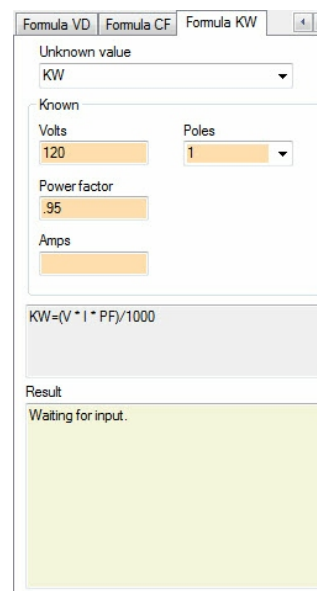 Formula VD Formula CF Formula KW
Unknown value
KW
Known
Volts Poles
120 1
Power factor
.95
Amps
KW=(V * I * PF)/1000
Result
Waiting for input.